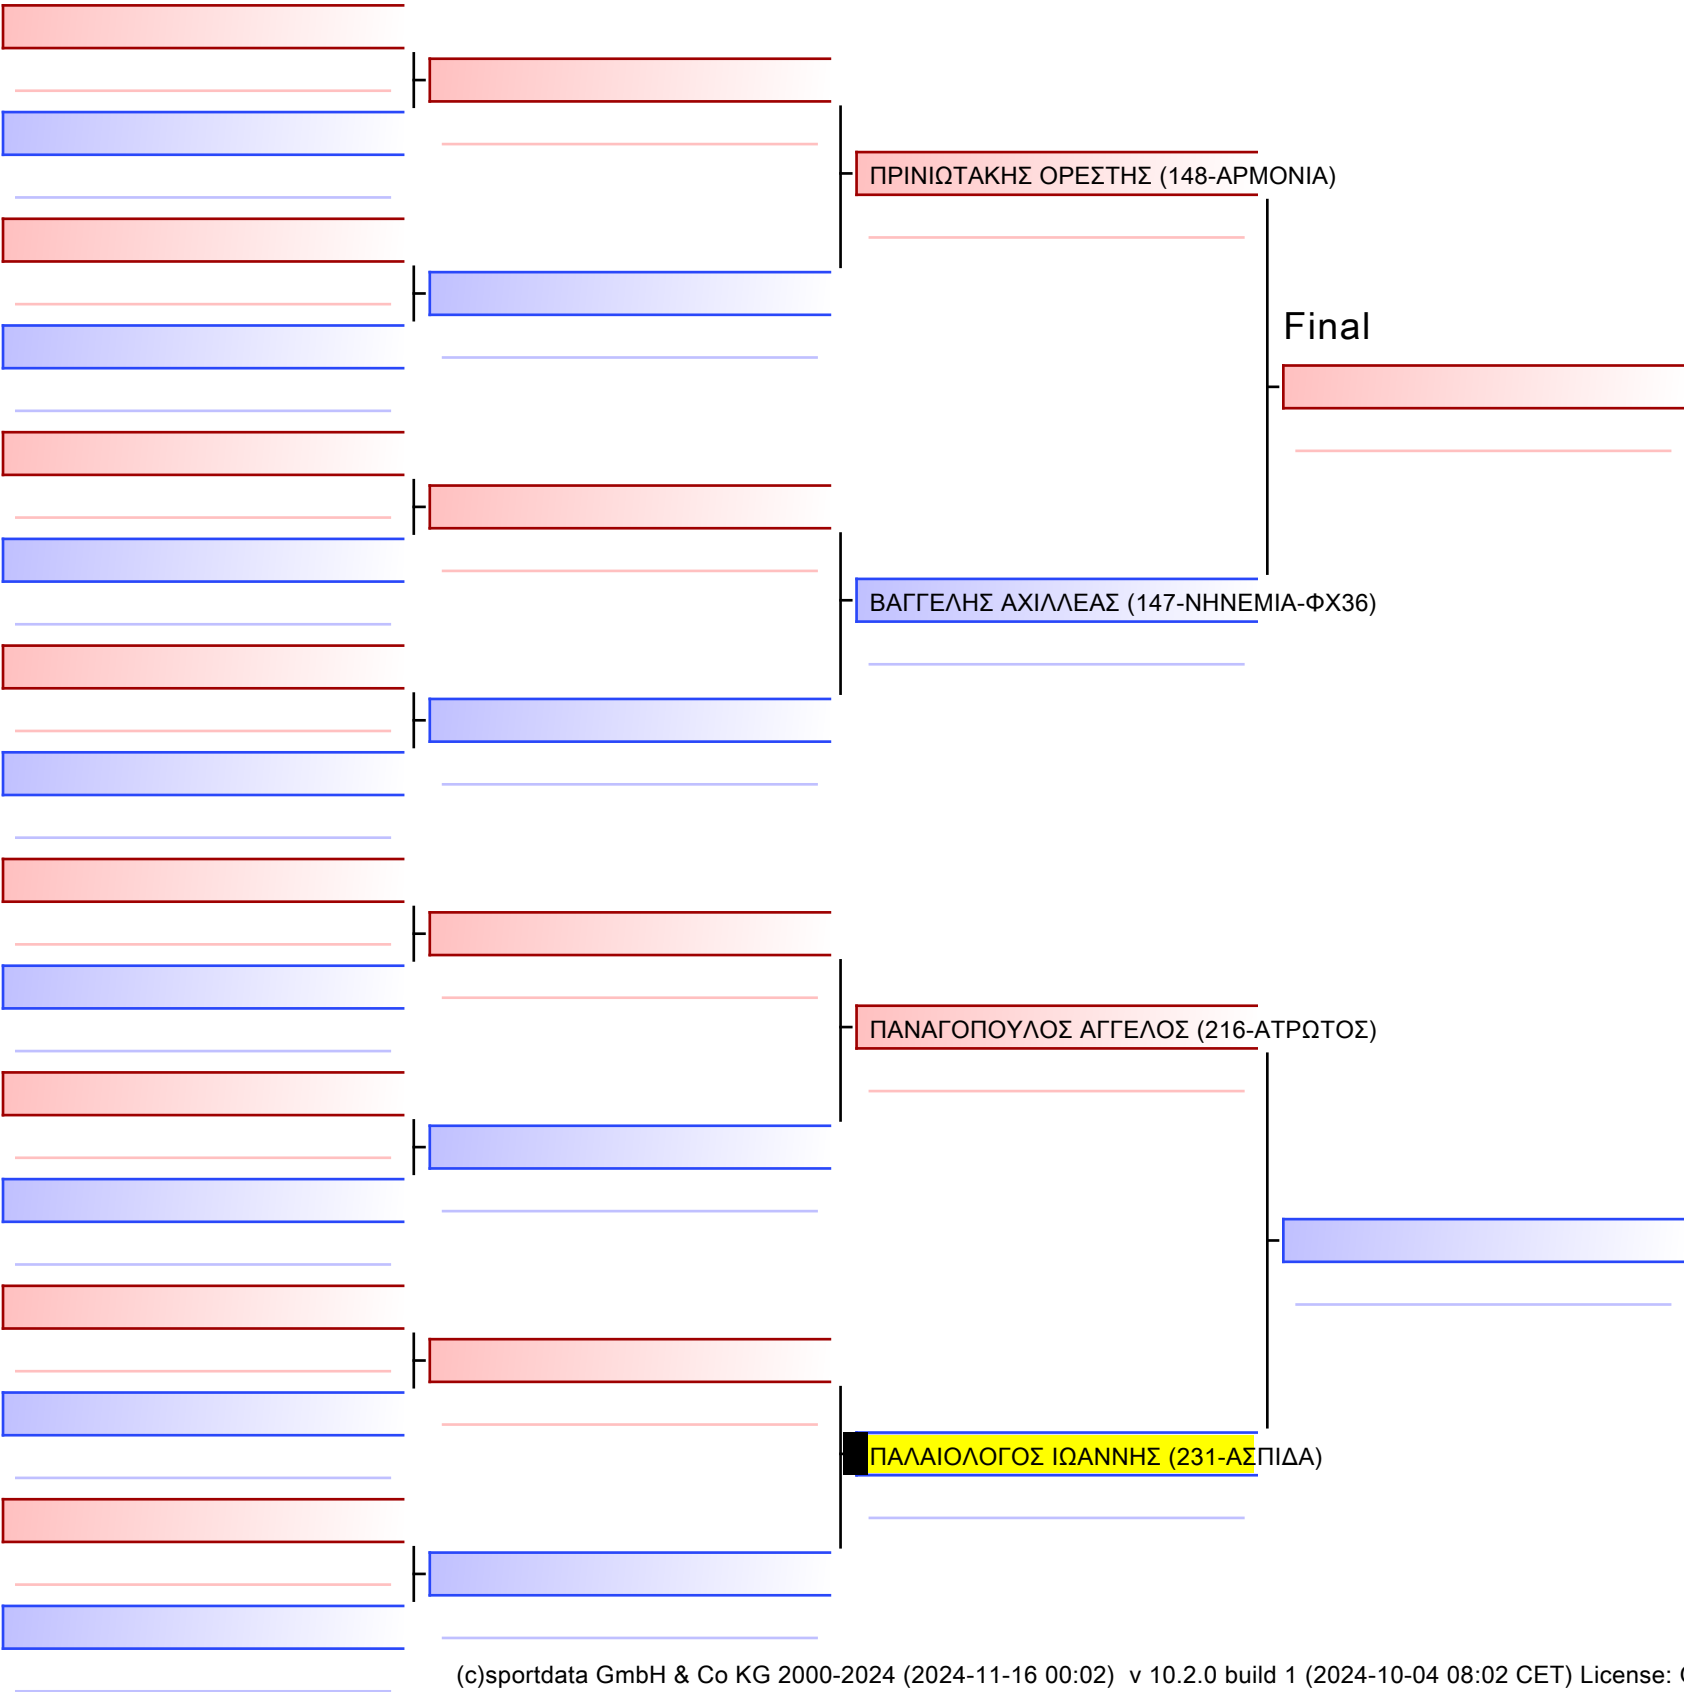 ΠΡΙΝΙΩΤΑΚΗΣ ΟΡΕΣΤΗΣ (148-ΑΡΜΟΝΙΑ)
Final
ΒΑΓΓΕΛΗΣ ΑΧΙΛΛΕΑΣ (147-ΝΗΝΕΜΙΑ-ΦΧ36)
ΠΑΝΑΓΟΠΟΥΛΟΣ ΑΓΓΕΛΟΣ (216-ΑΤΡΩΤΟΣ)
ΠΑΛΑΙΟΛΟΓΟΣ ΙΩΑΝΝΗΣ (231-ΑΣΠΙΔΑ)
(c)sportdata GmbH & Co KG 2000-2024 (2024-11-16 00:02) v 10.2.0 build 1 (2024-10-04 08:02 CET) License: